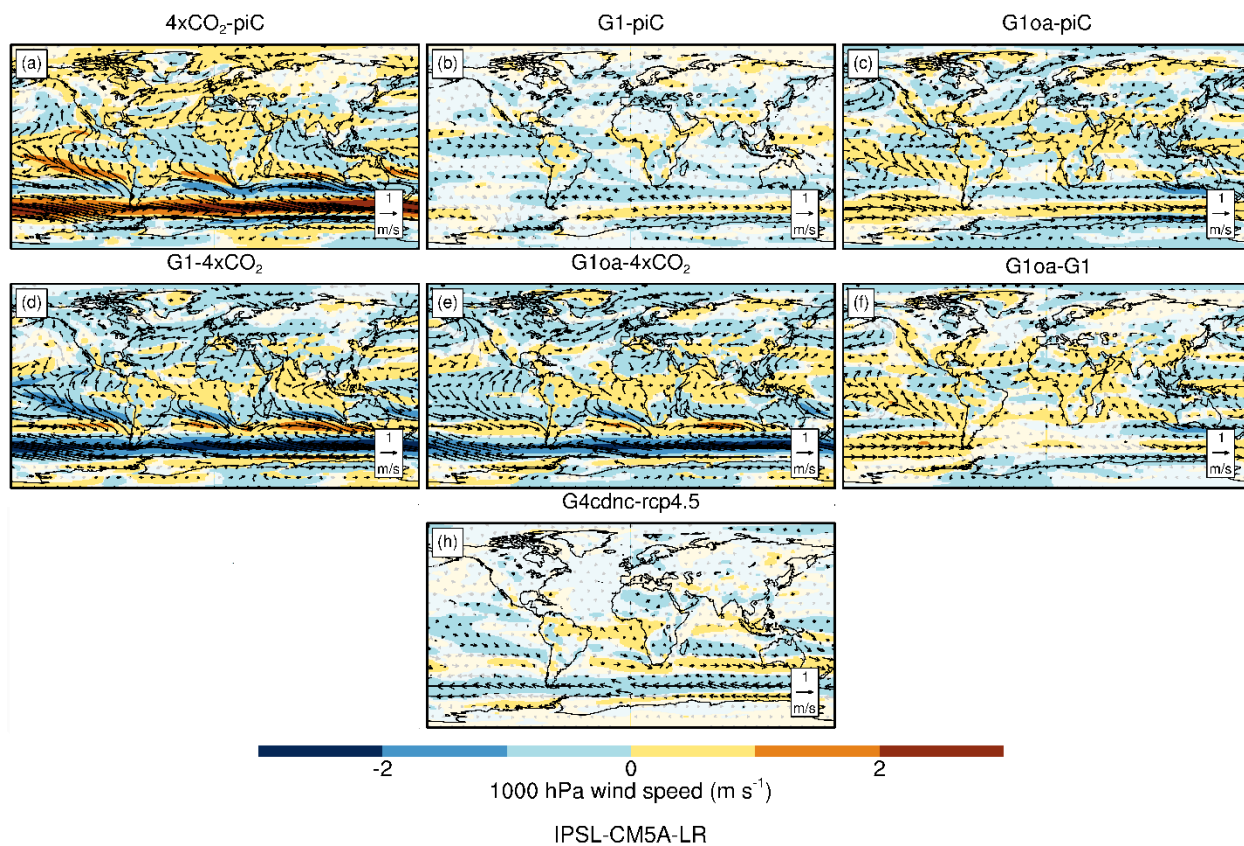 4xCO₂-piC
G1-piC
G1oa-piC
(a)
(b)
(c)
1
m/s
1
m/s
1
m/s
G1-4xCO₂
G1oa-4xCO₂
G1oa-G1
(d)
(e)
(f)
1
m/s
1
m/s
1
m/s
G4cdnc-rcp4.5
(h)
1
m/s
-2
0
2
1000 hPa wind speed (m s⁻¹)
IPSL-CM5A-LR